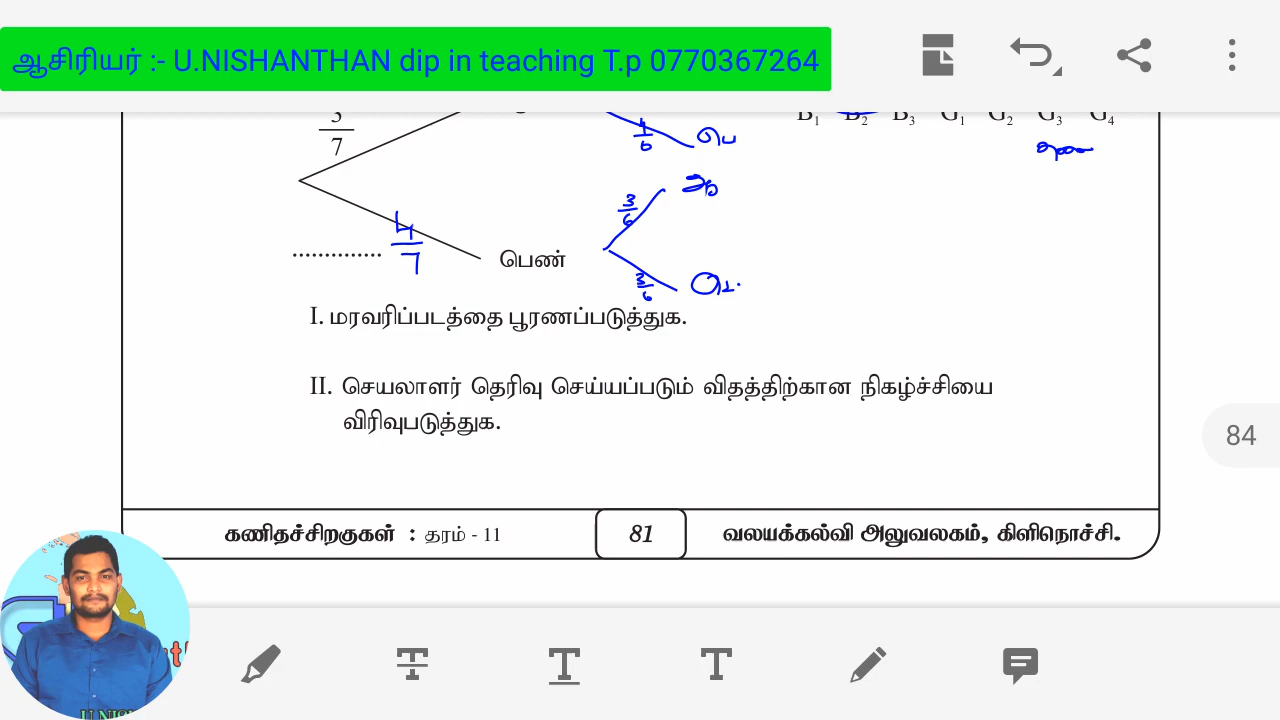 ஆசிரியர் :- U.NISHANTHAN dip in teaching T.p 0770367264
3
7
B1 B2 B3 G1 G2 G3 G4
4
6
பெ
3
6
4
7
பெண்
3
6
பெ.
I. மரவரிப்படத்தை பூரணப்படுத்துக.
II. செயலாளர் தெரிவு செய்யப்படும் விதத்திற்கான நிகழ்ச்சியை
விரிவுபடுத்துக.
84
கணிதச்சிறகுகள் : தரம் - 11
81
வலயக்கல்வி அலுவலகம், கிளிநொச்சி.